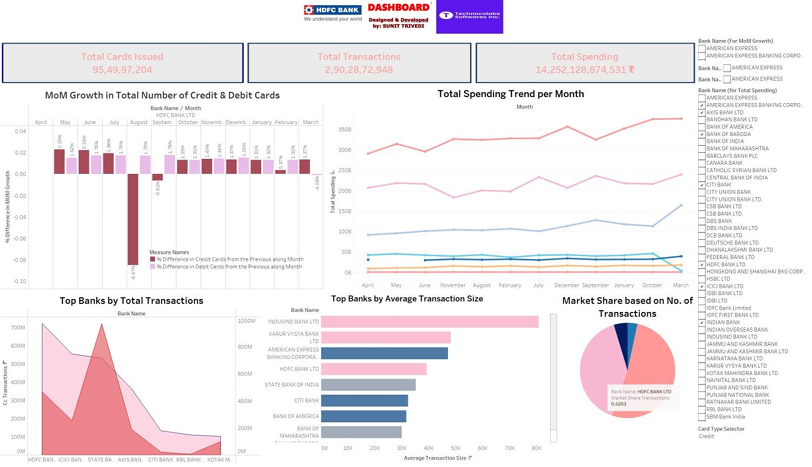 HDFC BANK
We understand your world
DASHBOARD
Designed & Developed
by: SUNIT TRIVEDI
Technocolabs
Softwares Inc.
Total Cards Issued
95,49,97,204
Total Transactions
2,90,28,72,948
Total Spending
14,252,128,874,531 ₹
MoM Growth in Total Number of Credit & Debit Cards
Bank Name / Month
HDFC BANK LTD
April May June July August Septem.. October Novem.. Decemb.. January February March
% Difference in MOM Growth
0.04
0.02
0.00
-0.02
-0.04
-0.06
-0.08
-0.10
Measure Names
% Difference in Credit Cards from the Previous along Month
% Difference in Debit Cards from the Previous along Month
Total Spending Trend per Month
Month
Total Spending
350B
300B
250B
200B
150B
100B
50B
0B
April May June November August September February July December January October March
Top Banks by Total Transactions
Bank Name
Cc Transactions
700M
600M
500M
400M
300M
200M
100M
0M
1000M
800M
600M
400M
200M
0M
HDFC BAN.. ICICI BAN.. STATE BA.. AXIS BAN.. CITI BANK RBL BANK .. KOTAK M..
Top Banks by Average Transaction Size
Bank Name
INDUSIND BANK LTD
KARUR VYSYA BANK
LTD
AMERICAN EXPRESS
BANKING CORPORA..
HDFC BANK LTD
STATE BANK OF INDIA
CITI BANK
BANK OF AMERICA
BANK OF
MAHARASHTRA
0K 10K 20K 30K 40K 50K 60K 70K 80K
Average Transaction Size
Market Share based on No. of
Transactions
Bank Name: HDFC BANK LTD
Market Share Transactions:
0.5203
Bank Name (For MoM Growth)
AMERICAN EXPRESS
AMERICAN EXPRESS BANKING CORPO..
Bank Na.. AMERICAN EXPRESS
Bank Na.. AMERICAN EXPRESS
Bank Name (for Total Spending)
AMERICAN EXPRESS
AMERICAN EXPRESS BANKING CORPO..
AXIS BANK LTD
BANDHAN BANK LTD
BANK OF AMERICA
BANK OF BARODA
BANK OF INDIA
BANK OF MAHARASHTRA
BARCLAYS BANK PLC
CANARA BANK
CATHOLIC SYRIAN BANK LTD
CENTRAL BANK OF INDIA
CITI BANK
CITY UNION BANK
CITY UNION BANK LTD.
CSB BANK LTD
CSB BANK LTD
DBS BANK
DBS INDIA BANK LTD
DCB BANK LTD
DEUTSCHE BANK LTD
DHANALAKSHMI BANK LTD
FEDERAL BANK LTD
HDFC BANK LTD
HONGKONG AND SHANGHAI BKG CORP..
HSBC LTD
ICICI BANK LTD
IDBI BANK LTD
IDBI LTD
IDFC Bank Limited
IDFC FIRST BANK LTD
INDIAN BANK
INDIAN OVERSEAS BANK
INDUSIND BANK LTD
JAMMU AND KASHMIR BANK
JAMMU AND KASHMIR BANK LTD
KARNATAKA BANK LTD
KARUR VYSYA BANK LTD
KOTAK MAHINDRA BANK LTD
NAINITAL BANK LTD
PUNJAB AND SIND BANK
PUNJAB NATIONAL BANK
RATNAKAR BANK LIMITED
RBL BANK LTD
SBM Bank India
Card Type Selector
Credit